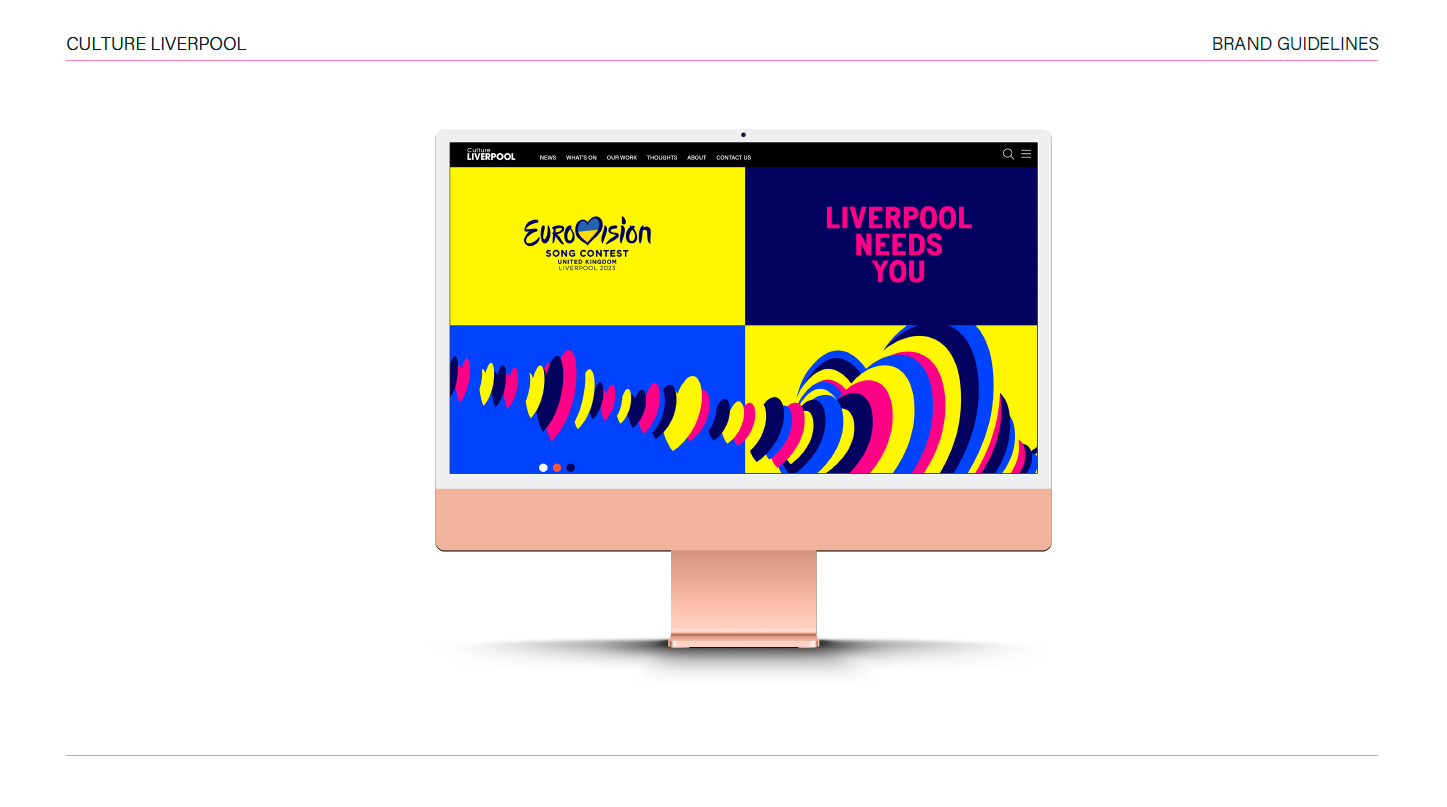 CULTURE LIVERPOOL
BRAND GUIDELINES
Culture
LIVERPOOL
NEWS WHAT'S ON OUR WORK THOUGHTS ABOUT CONTACT US
EUROVISION
SONG CONTEST
UNITED KINGDOM
LIVERPOOL 2023
LIVERPOOL
NEEDS
YOU